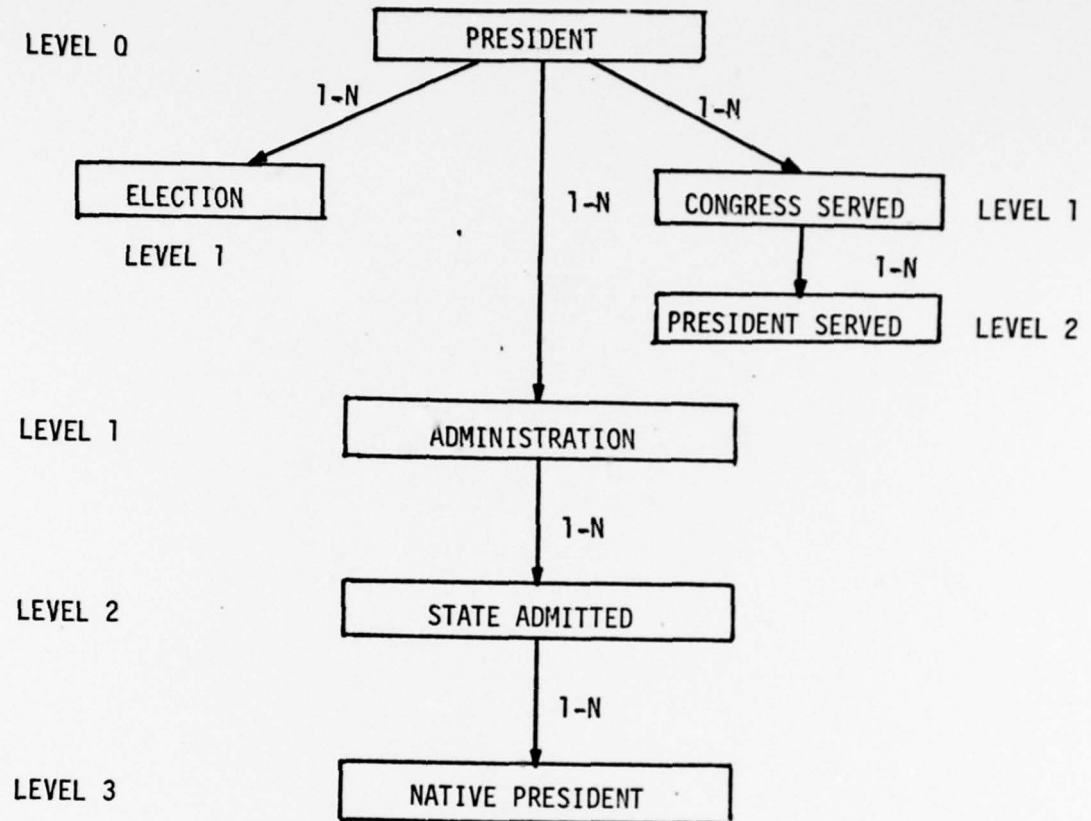 LEVEL 0
PRESIDENT
1-N
1-N
1-N
ELECTION
CONGRESS SERVED
LEVEL 1
LEVEL 1
1-N
PRESIDENT SERVED
LEVEL 2
LEVEL 1
ADMINISTRATION
1-N
LEVEL 2
STATE ADMITTED
1-N
LEVEL 3
NATIVE PRESIDENT